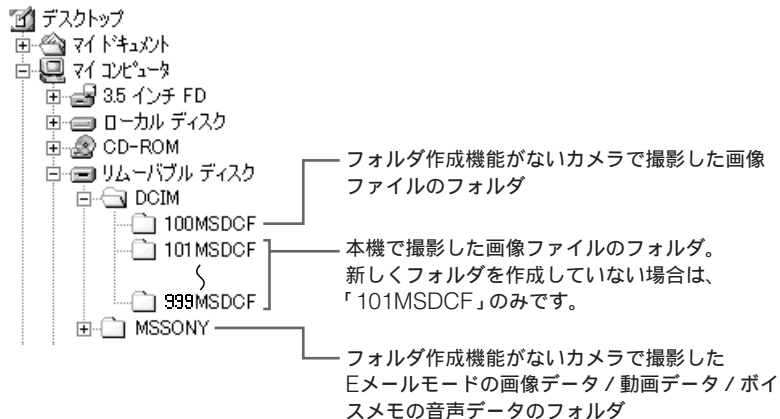 デスクトップ
マイ ドキュメント
マイ コンピュータ
3.5 インチ FD
ローカル ディスク
CD-ROM
リムーバブル ディスク
フォルダ作成機能がないカメラで撮影した画像
ファイルのフォルダ
DCIM
100MSDCF
101MSDCF
本機で撮影した画像ファイルのフォルダ。
新しくフォルダを作成していない場合は、
「101MSDCF」のみです。
〜
999MSDCF
MSSONY
フォルダ作成機能がないカメラで撮影した
Eメールモードの画像データ / 動画データ / ボイ
スメモの音声データのフォルダ